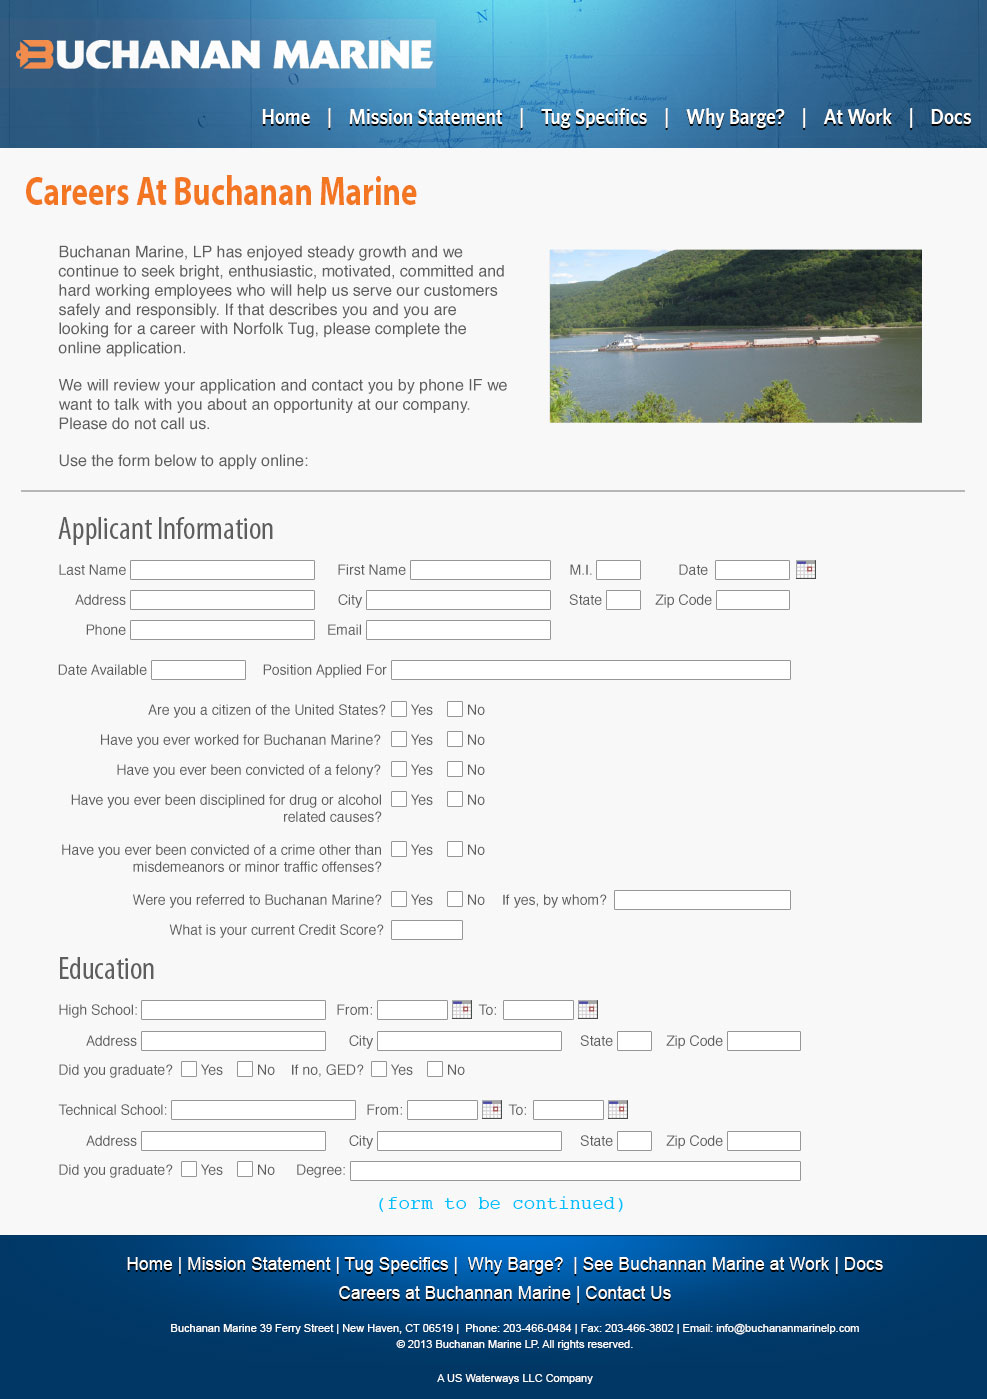 BUCHANAN MARINE
Home | Mission Statement | Tug Specifics | Why Barge? | At Work | Docs
Careers At Buchanan Marine
Buchanan Marine, LP has enjoyed steady growth and we
continue to seek bright, enthusiastic, motivated, committed and
hard working employees who will help us serve our customers
safely and responsibly. If that describes you and you are
looking for a career with Norfolk Tug, please complete the
online application.
We will review your application and contact you by phone IF we
want to talk with you about an opportunity at our company.
Please do not call us.
Use the form below to apply online:
Applicant Information
Last Name First Name M.I. Date
Address City State Zip Code
Phone Email
Date Available Position Applied For
Are you a citizen of the United States? Yes No
Have you ever worked for Buchanan Marine? Yes No
Have you ever been convicted of a felony? Yes No
Have you ever been disciplined for drug or alcohol Yes No
related causes?
Have you ever been convicted of a crime other than Yes No
misdemeanors or minor traffic offenses?
Were you referred to Buchanan Marine? Yes No If yes, by whom?
What is your current Credit Score?
Education
High School: From: To:
Address City State Zip Code
Did you graduate? Yes No If no, GED? Yes No
Technical School: From: To:
Address City State Zip Code
Did you graduate? Yes No Degree:
(form to be continued)
Home | Mission Statement | Tug Specifics | Why Barge? | See Buchannan Marine at Work | Docs
Careers at Buchannan Marine | Contact Us
Buchanan Marine 39 Ferry Street | New Haven, CT 06519 | Phone: 203-466-0484 | Fax: 203-466-3802 | Email: info@buchananmarinelp.com
© 2013 Buchanan Marine LP. All rights reserved.
A US Waterways LLC Company